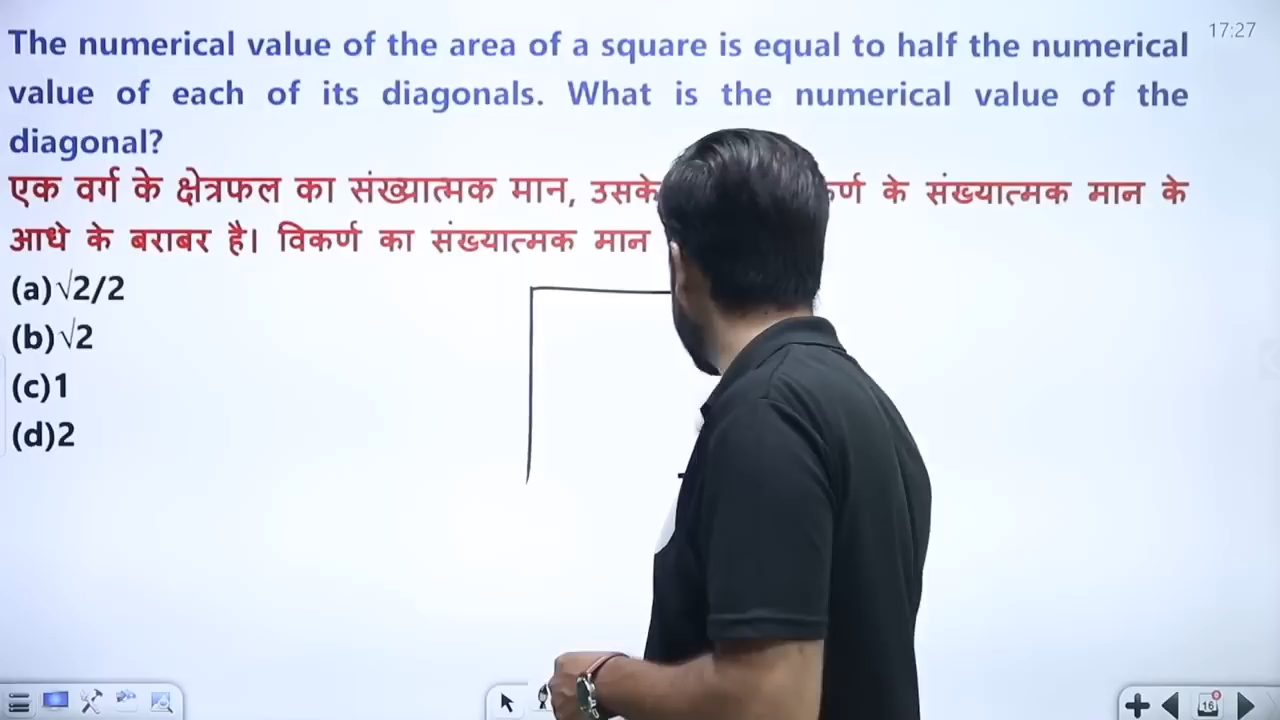 The numerical value of the area of a square is equal to half the numerical
17:27
value of each of its diagonals. What is the numerical value of the
diagonal?
एक वर्ग के क्षेत्रफल का संख्यात्मक मान, उसके के संख्यात्मक मान के
आधे के बराबर है। विकर्ण का संख्यात्मक मान
(a)√2/2
(b)√2
(c)1
(d)2
16